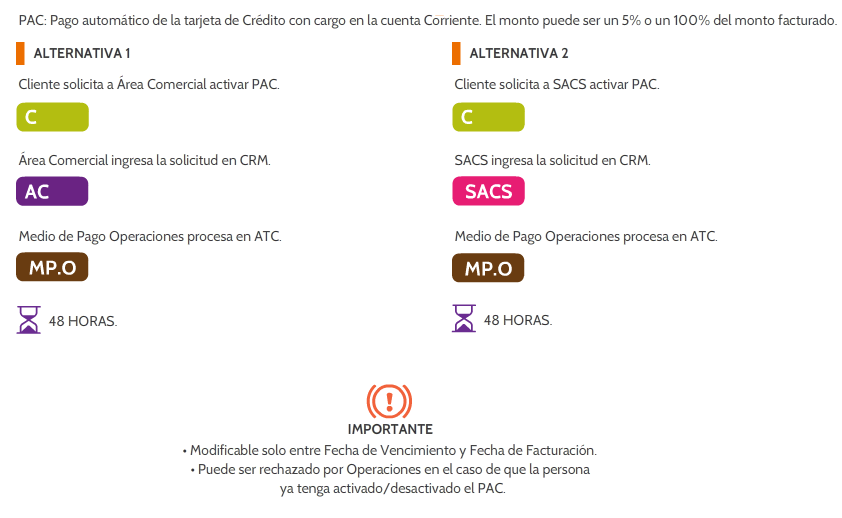 PAC: Pago automático de la tarjeta de Crédito con cargo en la cuenta Corriente. El monto puede ser un 5% o un 100% del monto facturado.
ALTERNATIVA 1
Cliente solicita a Área Comercial activar PAC.
C
Área Comercial ingresa la solicitud en CRM.
AC
Medio de Pago Operaciones procesa en ATC.
MP.O
48 HORAS.
ALTERNATIVA 2
Cliente solicita a SACS activar PAC.
C
SACS ingresa la solicitud en CRM.
SACS
Medio de Pago Operaciones procesa en ATC.
MP.O
48 HORAS.
IMPORTANTE
• Modificable solo entre Fecha de Vencimiento y Fecha de Facturación.
• Puede ser rechazado por Operaciones en el caso de que la persona
ya tenga activado/desactivado el PAC.